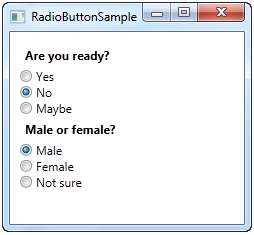 RadioButtonSample
Are you ready?
Yes
No
Maybe
Male or female?
Male
Female
Not sure